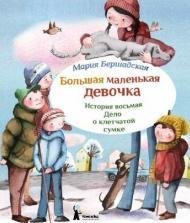 Мария Бершадская
Большая маленькая
девочка
История восьмая
Дело
о клетчатой
сумке